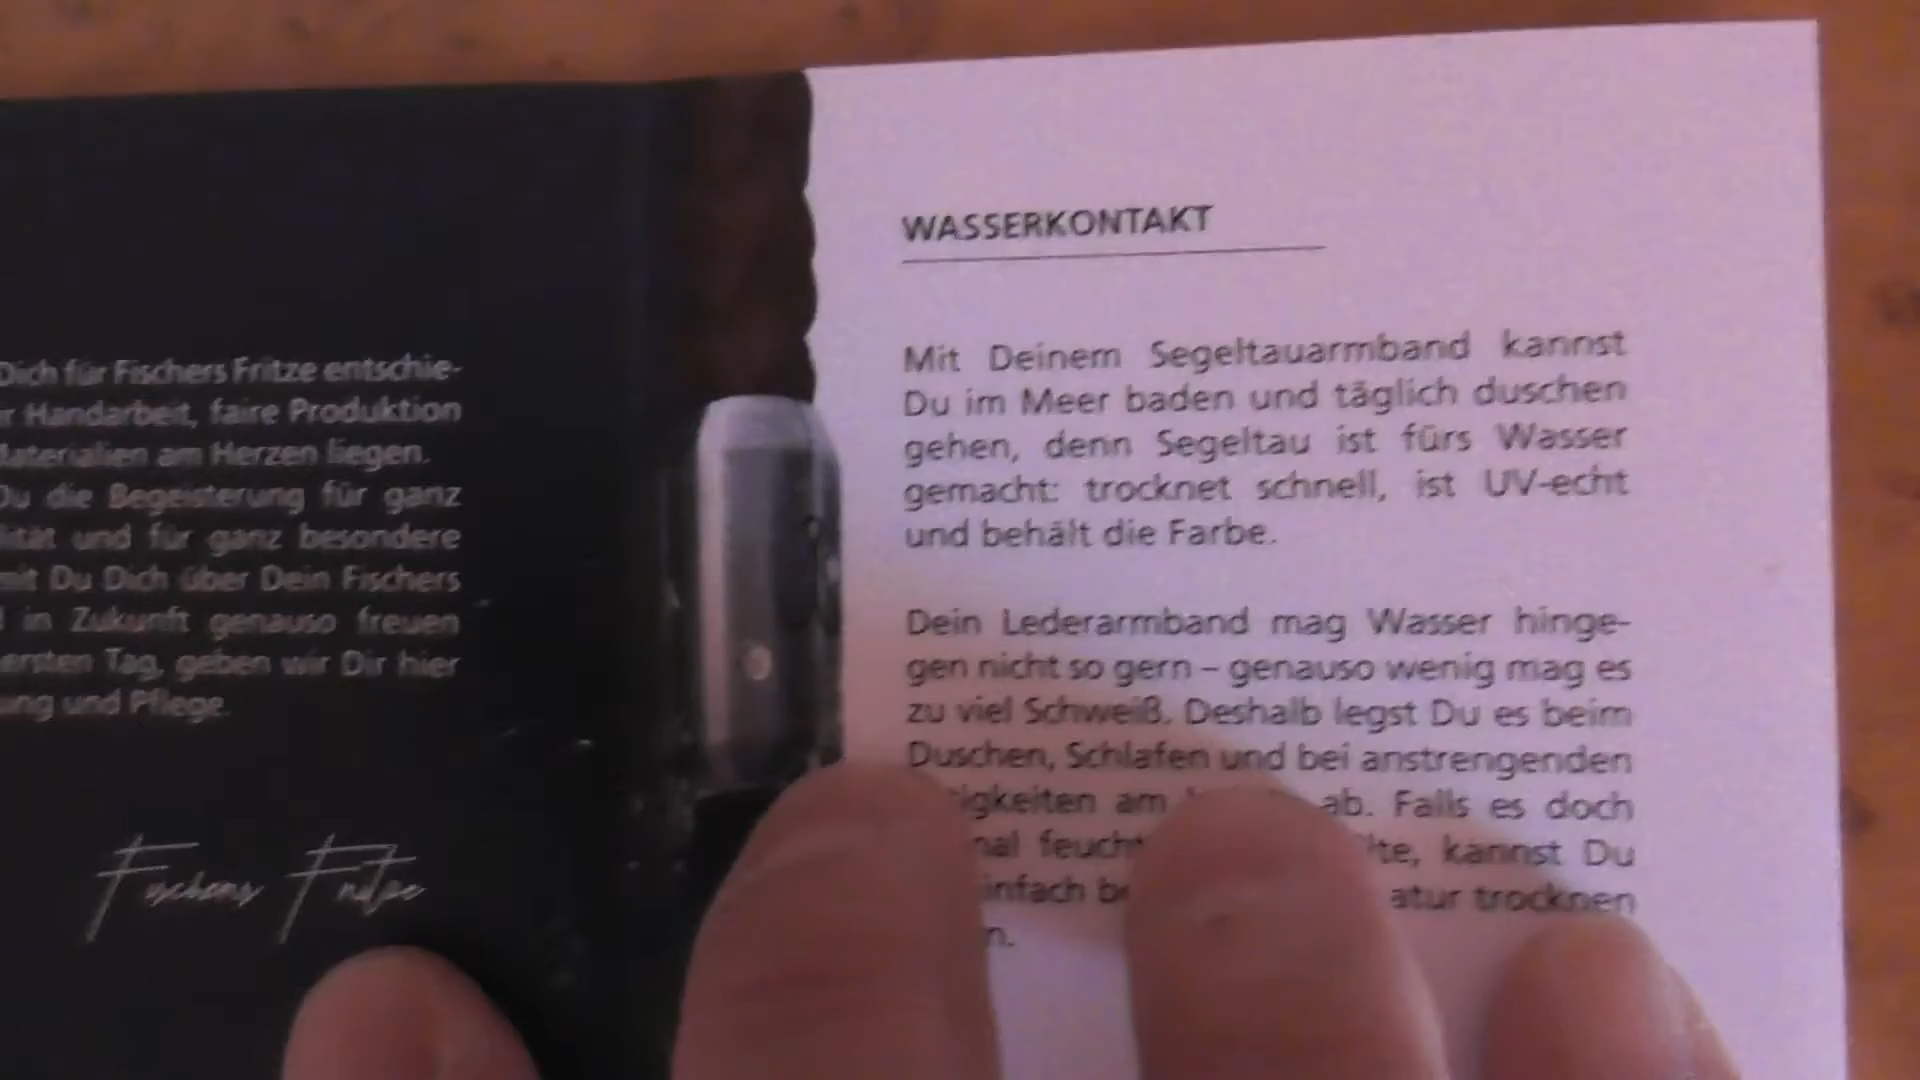 Dich für Fischers Fritze entschie-
Handarbeit, faire Produktion
Materialien am Herzen liegen.
Du die Begeisterung für ganz
und für ganz besondere
Du Dich über Dein Fischers
in Zukunft genauso freuen
ersten Tag, geben wir Dir hier
und Pflege.
Fischers Fritze
WASSERKONTAKT
Mit Deinem Segeltauarmband kannst
Du im Meer baden und täglich duschen
gehen, denn Segeltau ist fürs Wasser
gemacht: trocknet schnell, ist UV-echt
und behält die Farbe.
Dein Lederarmband mag Wasser hinge-
gen nicht so gern – genauso wenig mag es
zu viel Schweiß. Deshalb legst Du es beim
Duschen, Schlafen und bei anstrengenden
am ab. Falls es doch
kannst Du
trocknen